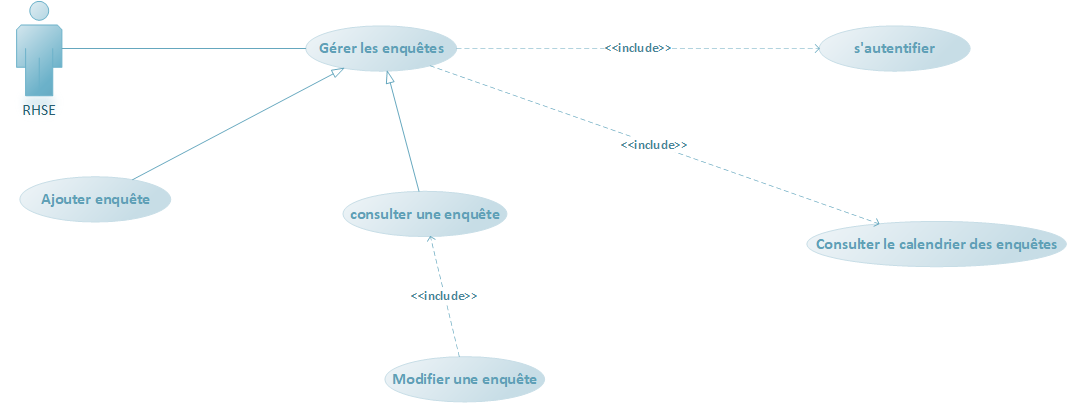 Gérer les enquêtes
<<include>>
s'autentifier
RHSE
<<include>>
Ajouter enquête
consulter une enquête
Consulter le calendrier des enquêtes
<<include>>
Modifier une enquête